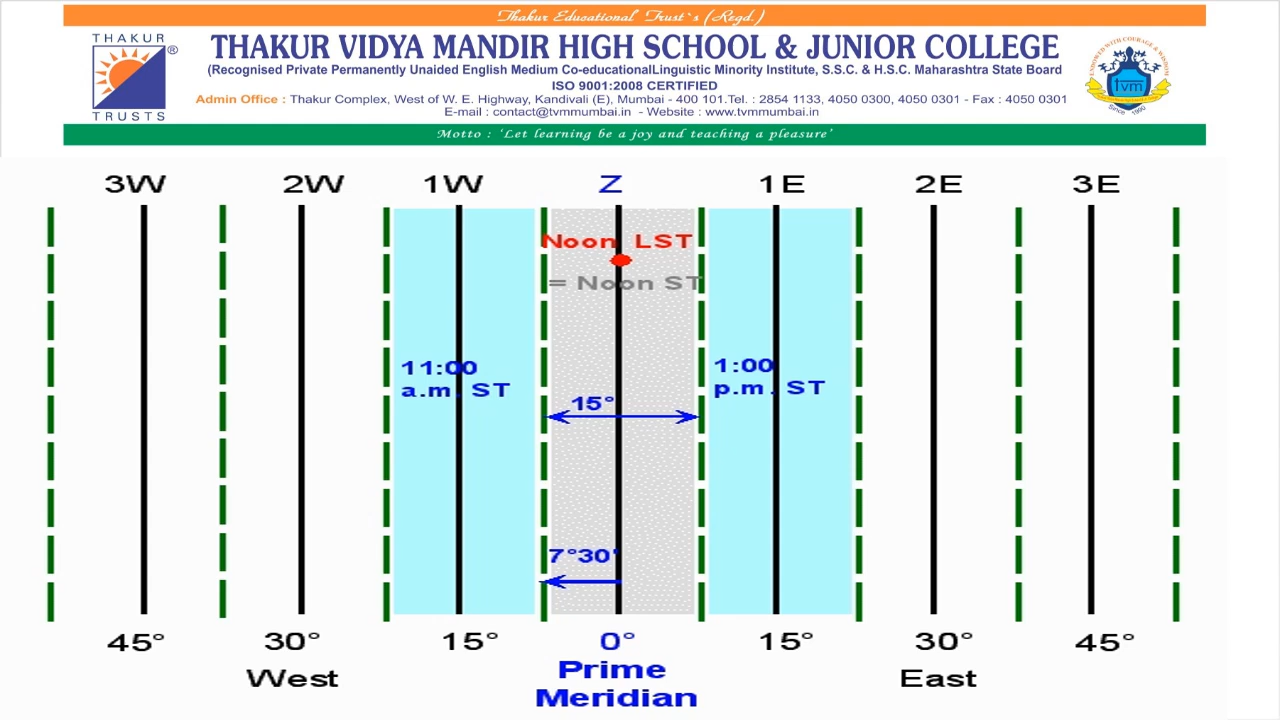 Thakur Educational Trust`s (Regd.)
THAKUR
®
TRUSTS
THAKUR VIDYA MANDIR HIGH SCHOOL & JUNIOR COLLEGE
(Recognised Private Permanently Unaided English Medium Co-educationalLinguistic Minority Institute, S.S.C. & H.S.C. Maharashtra State Board
ISO 9001:2008 CERTIFIED
Admin Office : Thakur Complex, West of W. E. Highway, Kandivali (E), Mumbai - 400 101.Tel. : 2854 1133, 4050 0300, 4050 0301 - Fax : 4050 0301
E-mail : contact@tvmmumbai.in - Website : www.tvmmumbai.in
tvm
Since 1990
Motto : ‘Let learning be a joy and teaching a pleasure’
3W 2W 1W Z 1E 2E 3E
Noon LST
= Noon ST
11:00 1:00
a.m. ST p.m. ST
15°
7°30'
45° 30° 15° 0° 15° 30° 45°
West Prime East
Meridian